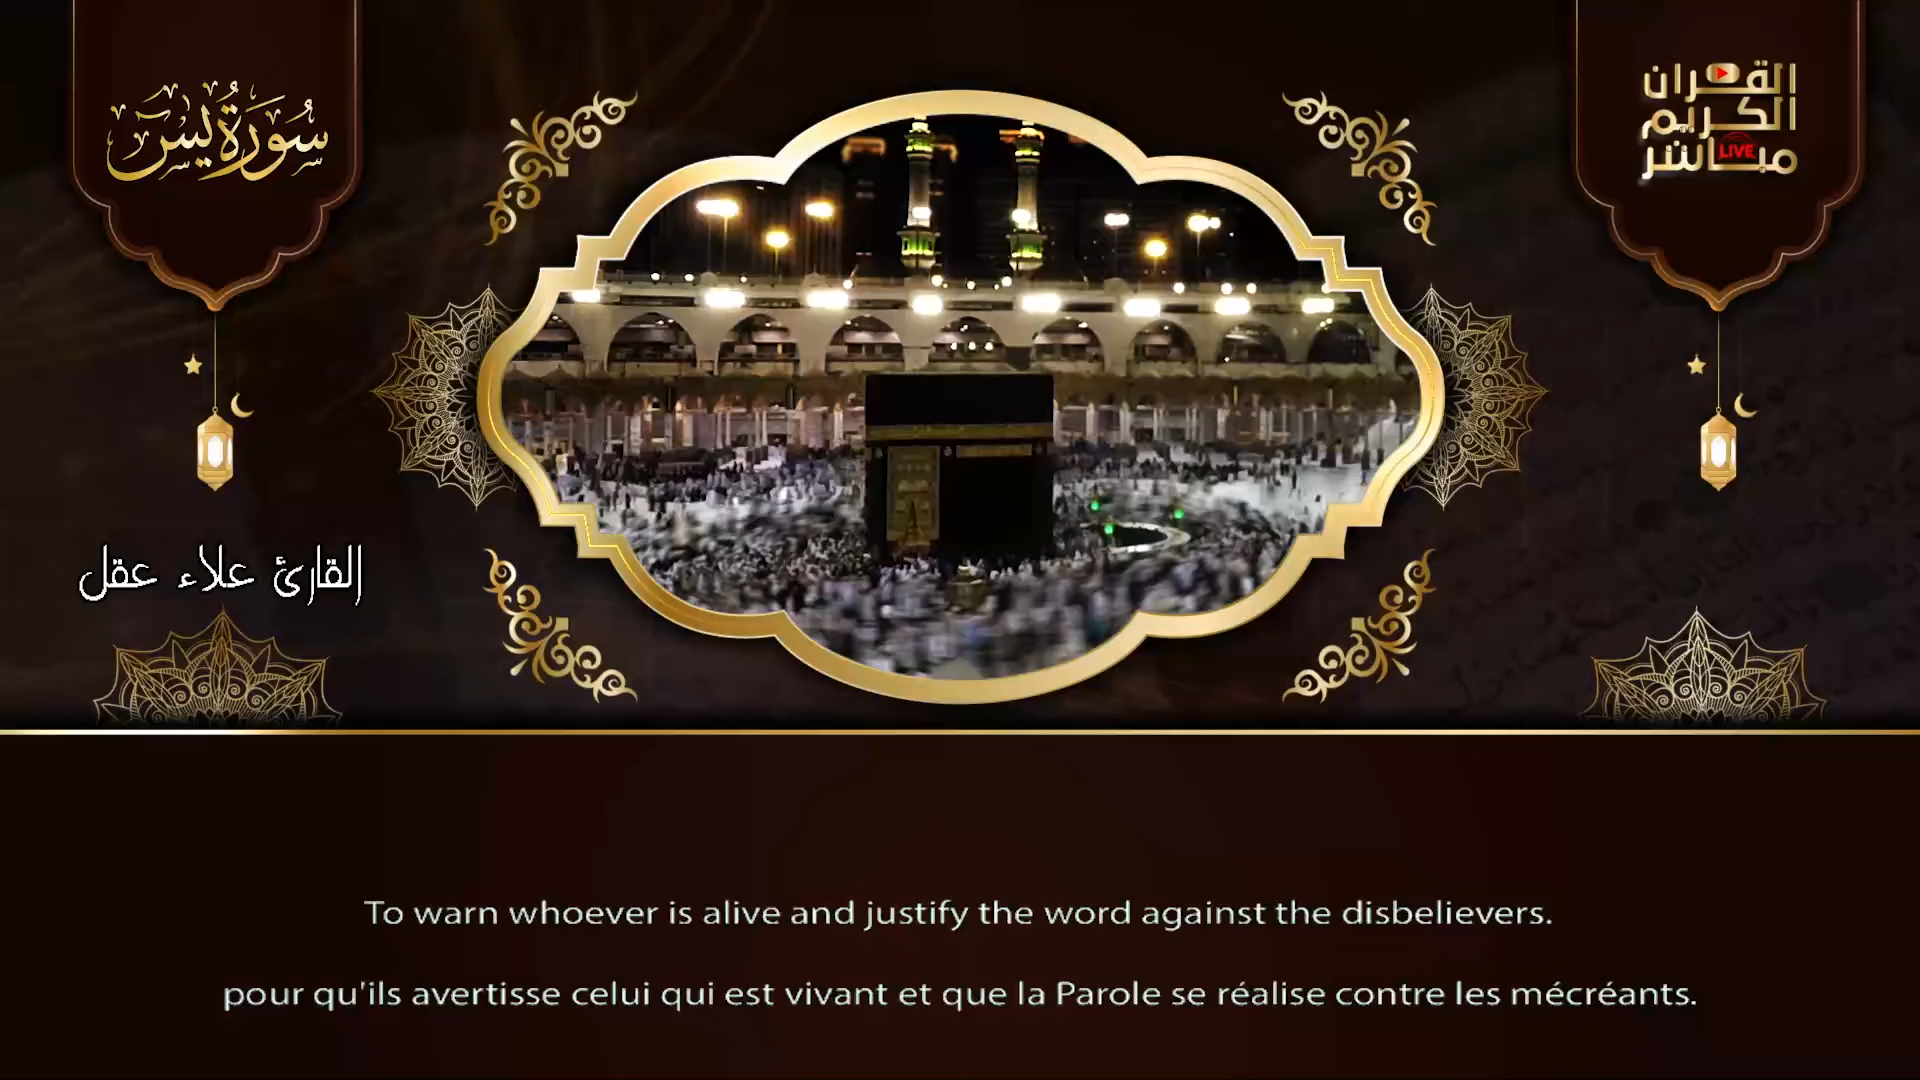 سُورَةُ يسٓ
القرآن
الكريم
مباشر
LIVE
القارئ علاء عقل
To warn whoever is alive and justify the word against the disbelievers.
pour qu'ils avertisse celui qui est vivant et que la Parole se réalise contre les mécréants.